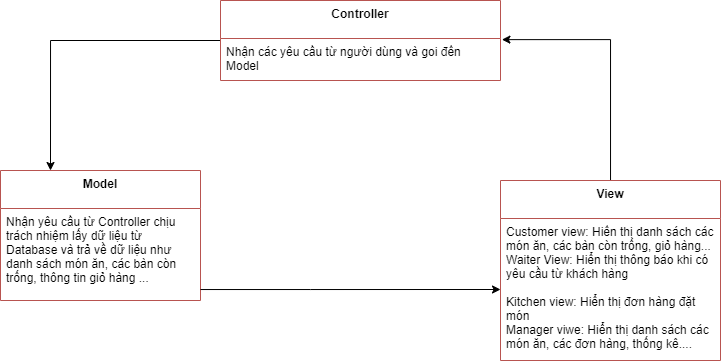 Controller
Nhận các yêu cầu từ người dùng và gọi đến
Model
Model
Nhận yêu cầu từ Controller chịu
trách nhiệm lấy dữ liệu từ
Database và trả về dữ liệu như
danh sách món ăn, các bàn còn
trống, thông tin giỏ hàng ...
View
Customer view: Hiển thị danh sách các
món ăn, các bàn còn trống, giỏ hàng...
Waiter View: Hiển thị thông báo khi có
yêu cầu từ khách hàng
Kitchen view: Hiển thị đơn hàng đặt
món
Manager viwe: Hiển thị danh sách các
món ăn, các đơn hàng, thống kê....